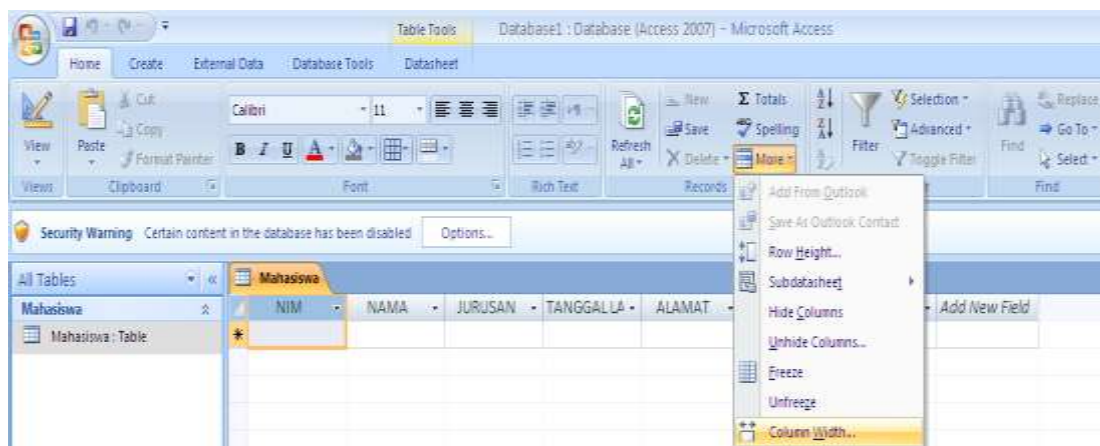 Table Tools Database1 : Database (Access 2007) - Microsoft Access
Home Create External Data Database Tools Datasheet
Cut
Copy
Format Painter
View Paste
Calibri 11
B I U A
Refresh All
New
Save
Delete
Σ Totals
Spelling
More
Filter
Selection
Advanced
Toggle Filter
Find
Replace
Go To
Select
Views Clipboard Font Rich Text Records Find
Security Warning Certain content in the database has been disabled Options...
Add From Outlook
Save As Outlook Contact
Row Height...
Subdatasheet
Hide Columns
Unhide Columns...
Freeze
Unfreeze
Column Width...
All Tables
Mahasiswa
Mahasiswa : Table
Mahasiswa
NIM NAMA JURUSAN TANGGAL LA ALAMAT Add New Field